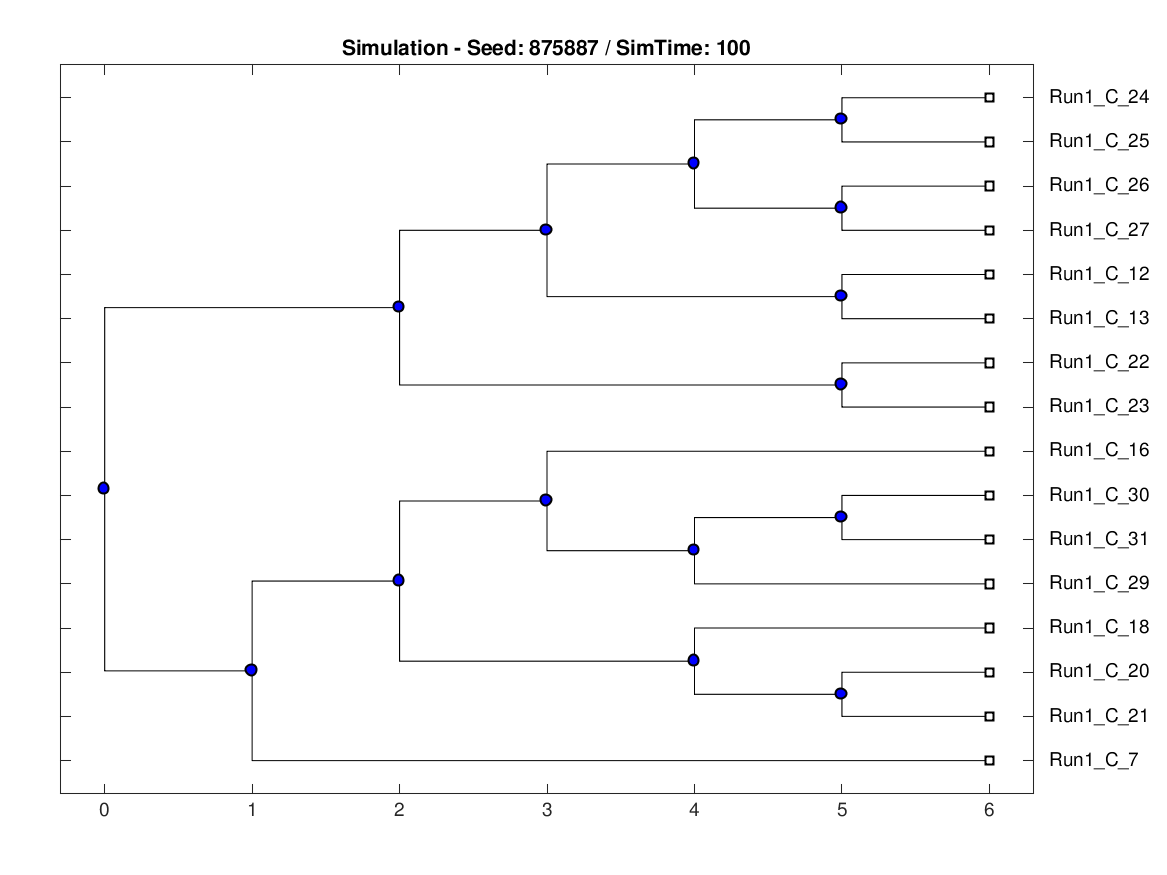 Simulation - Seed: 875887 / SimTime: 100
Run1_C_24
Run1_C_25
Run1_C_26
Run1_C_27
Run1_C_12
Run1_C_13
Run1_C_22
Run1_C_23
Run1_C_16
Run1_C_30
Run1_C_31
Run1_C_29
Run1_C_18
Run1_C_20
Run1_C_21
Run1_C_7
0 1 2 3 4 5 6